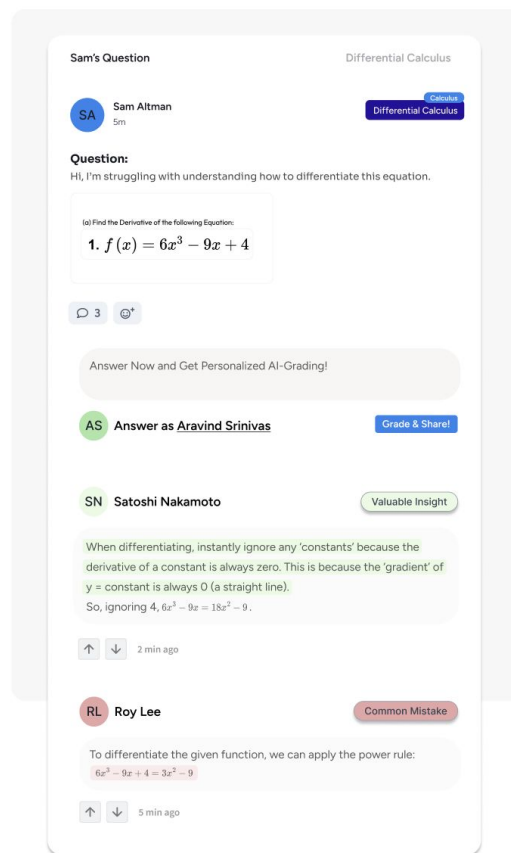 Sam's Question
Differential Calculus
SA
Sam Altman
5m
Calculus
Differential Calculus
Question:
Hi, I'm struggling with understanding how to differentiate this equation.
(a) Find the Derivative of the following Equation:
1. f (x) = 6x³ − 9x + 4
3
Answer Now and Get Personalized AI-Grading!
AS
Answer as Aravind Srinivas
Grade & Share!
SN
Satoshi Nakamoto
Valuable Insight
When differentiating, instantly ignore any 'constants' because the
derivative of a constant is always zero. This is because the 'gradient' of
y = constant is always 0 (a straight line).
So, ignoring 4, 6x³ − 9x = 18x² − 9 .
2 min ago
RL
Roy Lee
Common Mistake
To differentiate the given function, we can apply the power rule:
6x³ − 9x + 4 = 3x² − 9
5 min ago